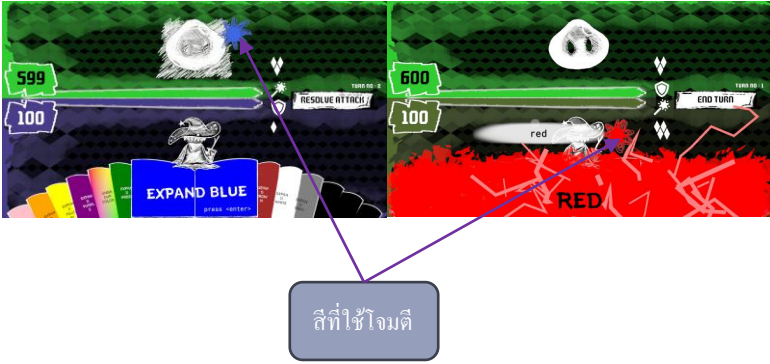 599
100
TURN NO: 2
RESOLVE ATTACK
EXPAND BLUE
press <enter>
600
100
TURN NO: 1
END TURN
red
RED
สีที่ใช้โจมตี